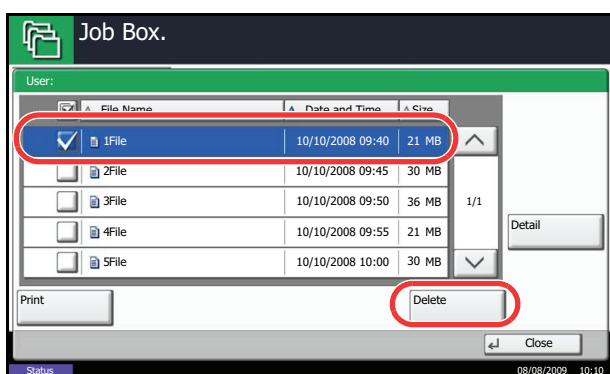 Job Box.
User:
File Name Date and Time Size
1File 10/10/2008 09:40 21 MB
2File 10/10/2008 09:45 30 MB
3File 10/10/2008 09:50 36 MB
1/1
4File 10/10/2008 09:55 21 MB
Detail
5File 10/10/2008 10:00 30 MB
Print Delete
Close
Status 08/08/2009 10:10